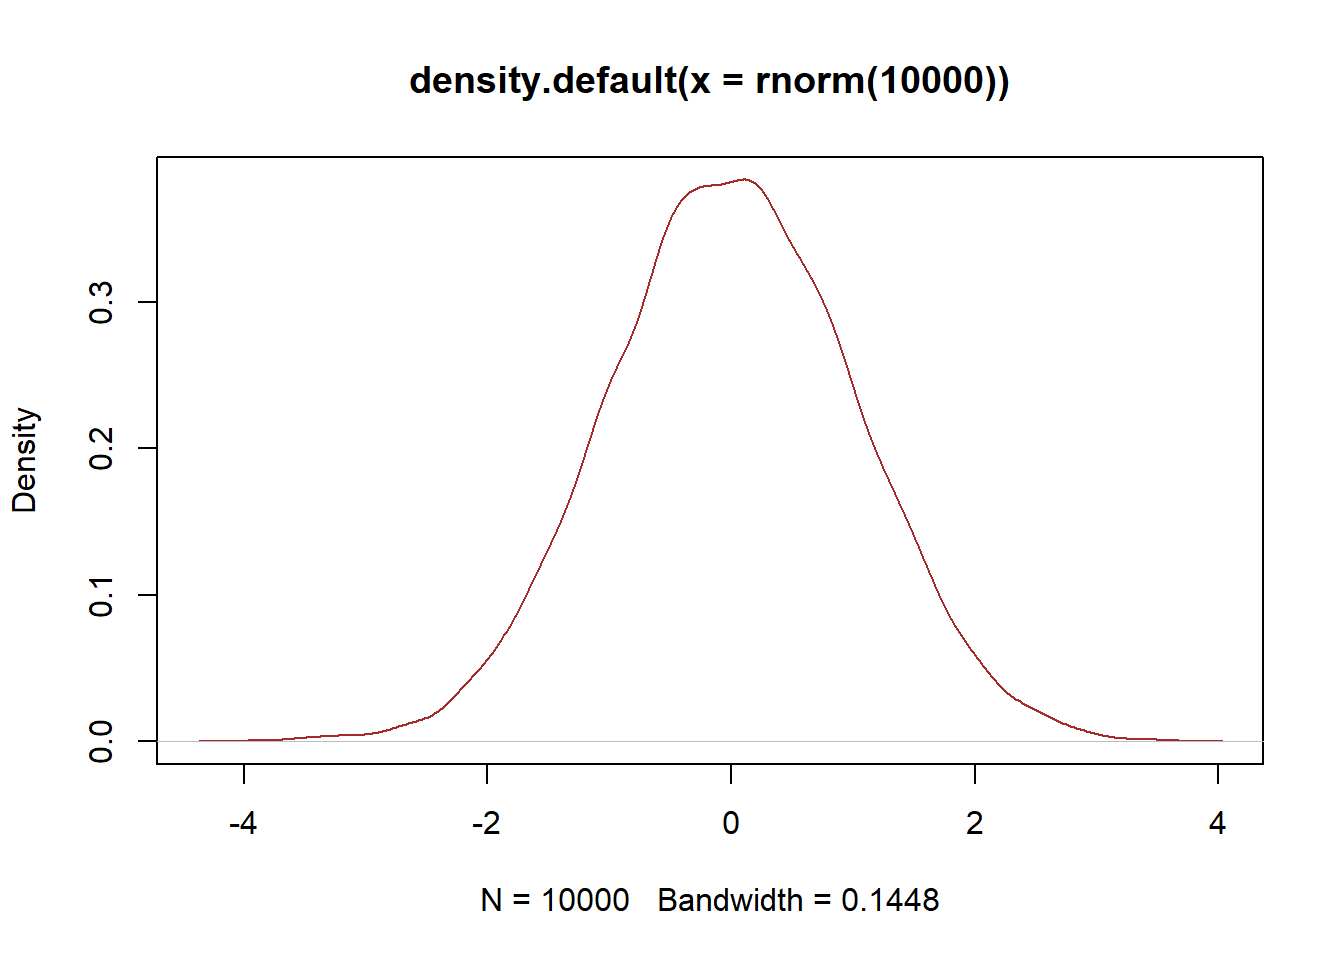 density.default(x = rnorm(10000))
Density
0.3
0.2
0.1
0.0
-4 -2 0 2 4
N = 10000 Bandwidth = 0.1448